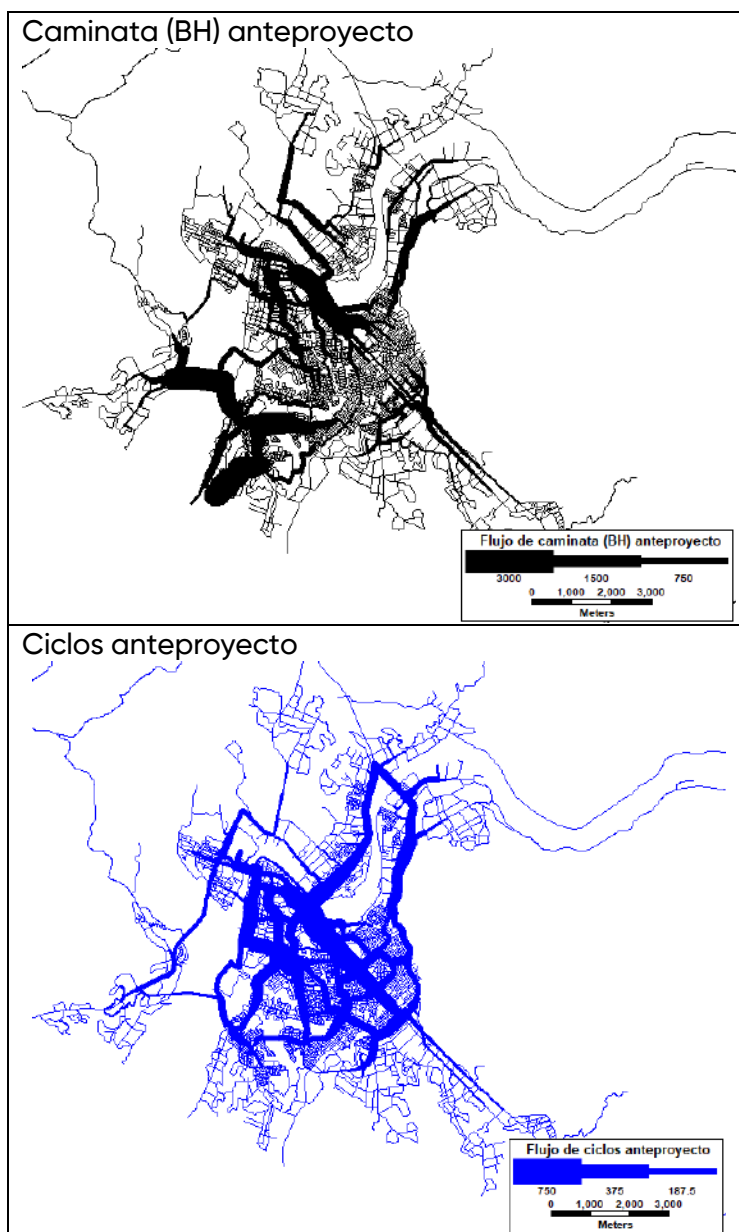 Caminata (BH) anteproyecto
Flujo de caminata (BH) anteproyecto
3000 1500 750
0 1,000 2,000 3,000
Meters
Ciclos anteproyecto
Flujo de ciclos anteproyecto
750 375 187.5
0 1,000 2,000 3,000
Meters